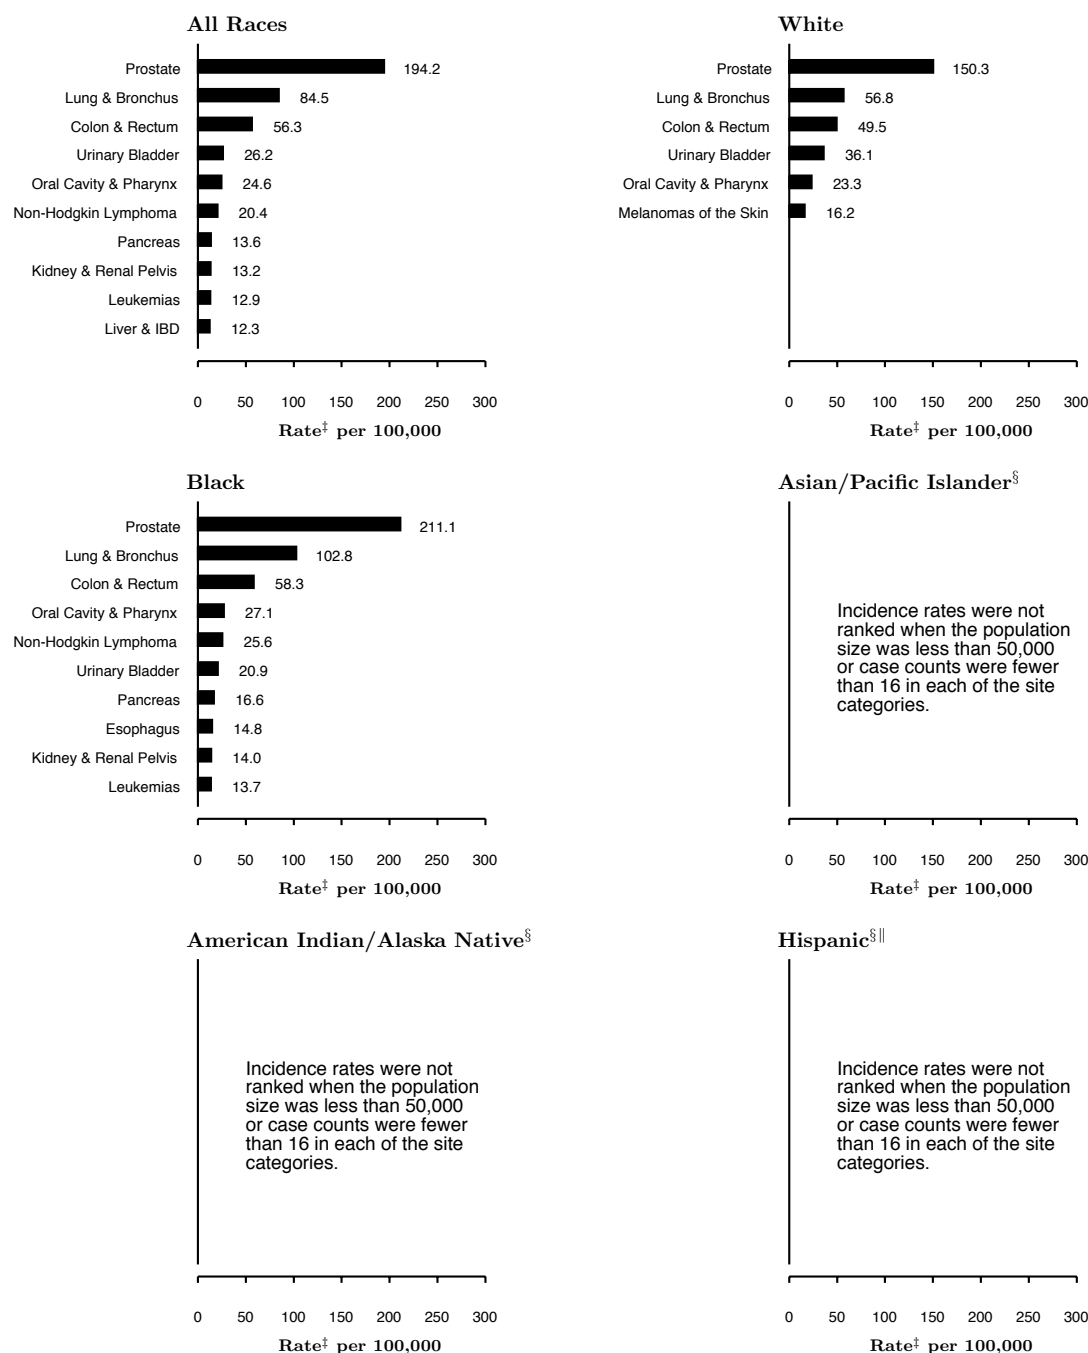 All Races
Prostate 194.2
Lung & Bronchus 84.5
Colon & Rectum 56.3
Urinary Bladder 26.2
Oral Cavity & Pharynx 24.6
Non-Hodgkin Lymphoma 20.4
Pancreas 13.6
Kidney & Renal Pelvis 13.2
Leukemias 12.9
Liver & IBD 12.3
0 50 100 150 200 250 300
Rate‡ per 100,000
White
Prostate 150.3
Lung & Bronchus 56.8
Colon & Rectum 49.5
Urinary Bladder 36.1
Oral Cavity & Pharynx 23.3
Melanomas of the Skin 16.2
0 50 100 150 200 250 300
Rate‡ per 100,000
Black
Prostate 211.1
Lung & Bronchus 102.8
Colon & Rectum 58.3
Oral Cavity & Pharynx 27.1
Non-Hodgkin Lymphoma 25.6
Urinary Bladder 20.9
Pancreas 16.6
Esophagus 14.8
Kidney & Renal Pelvis 14.0
Leukemias 13.7
0 50 100 150 200 250 300
Rate‡ per 100,000
Asian/Pacific Islander§
Incidence rates were not
ranked when the population
size was less than 50,000
or case counts were fewer
than 16 in each of the site
categories.
0 50 100 150 200 250 300
Rate‡ per 100,000
American Indian/Alaska Native§
Incidence rates were not
ranked when the population
size was less than 50,000
or case counts were fewer
than 16 in each of the site
categories.
0 50 100 150 200 250 300
Rate‡ per 100,000
Hispanic§‖
Incidence rates were not
ranked when the population
size was less than 50,000
or case counts were fewer
than 16 in each of the site
categories.
0 50 100 150 200 250 300
Rate‡ per 100,000